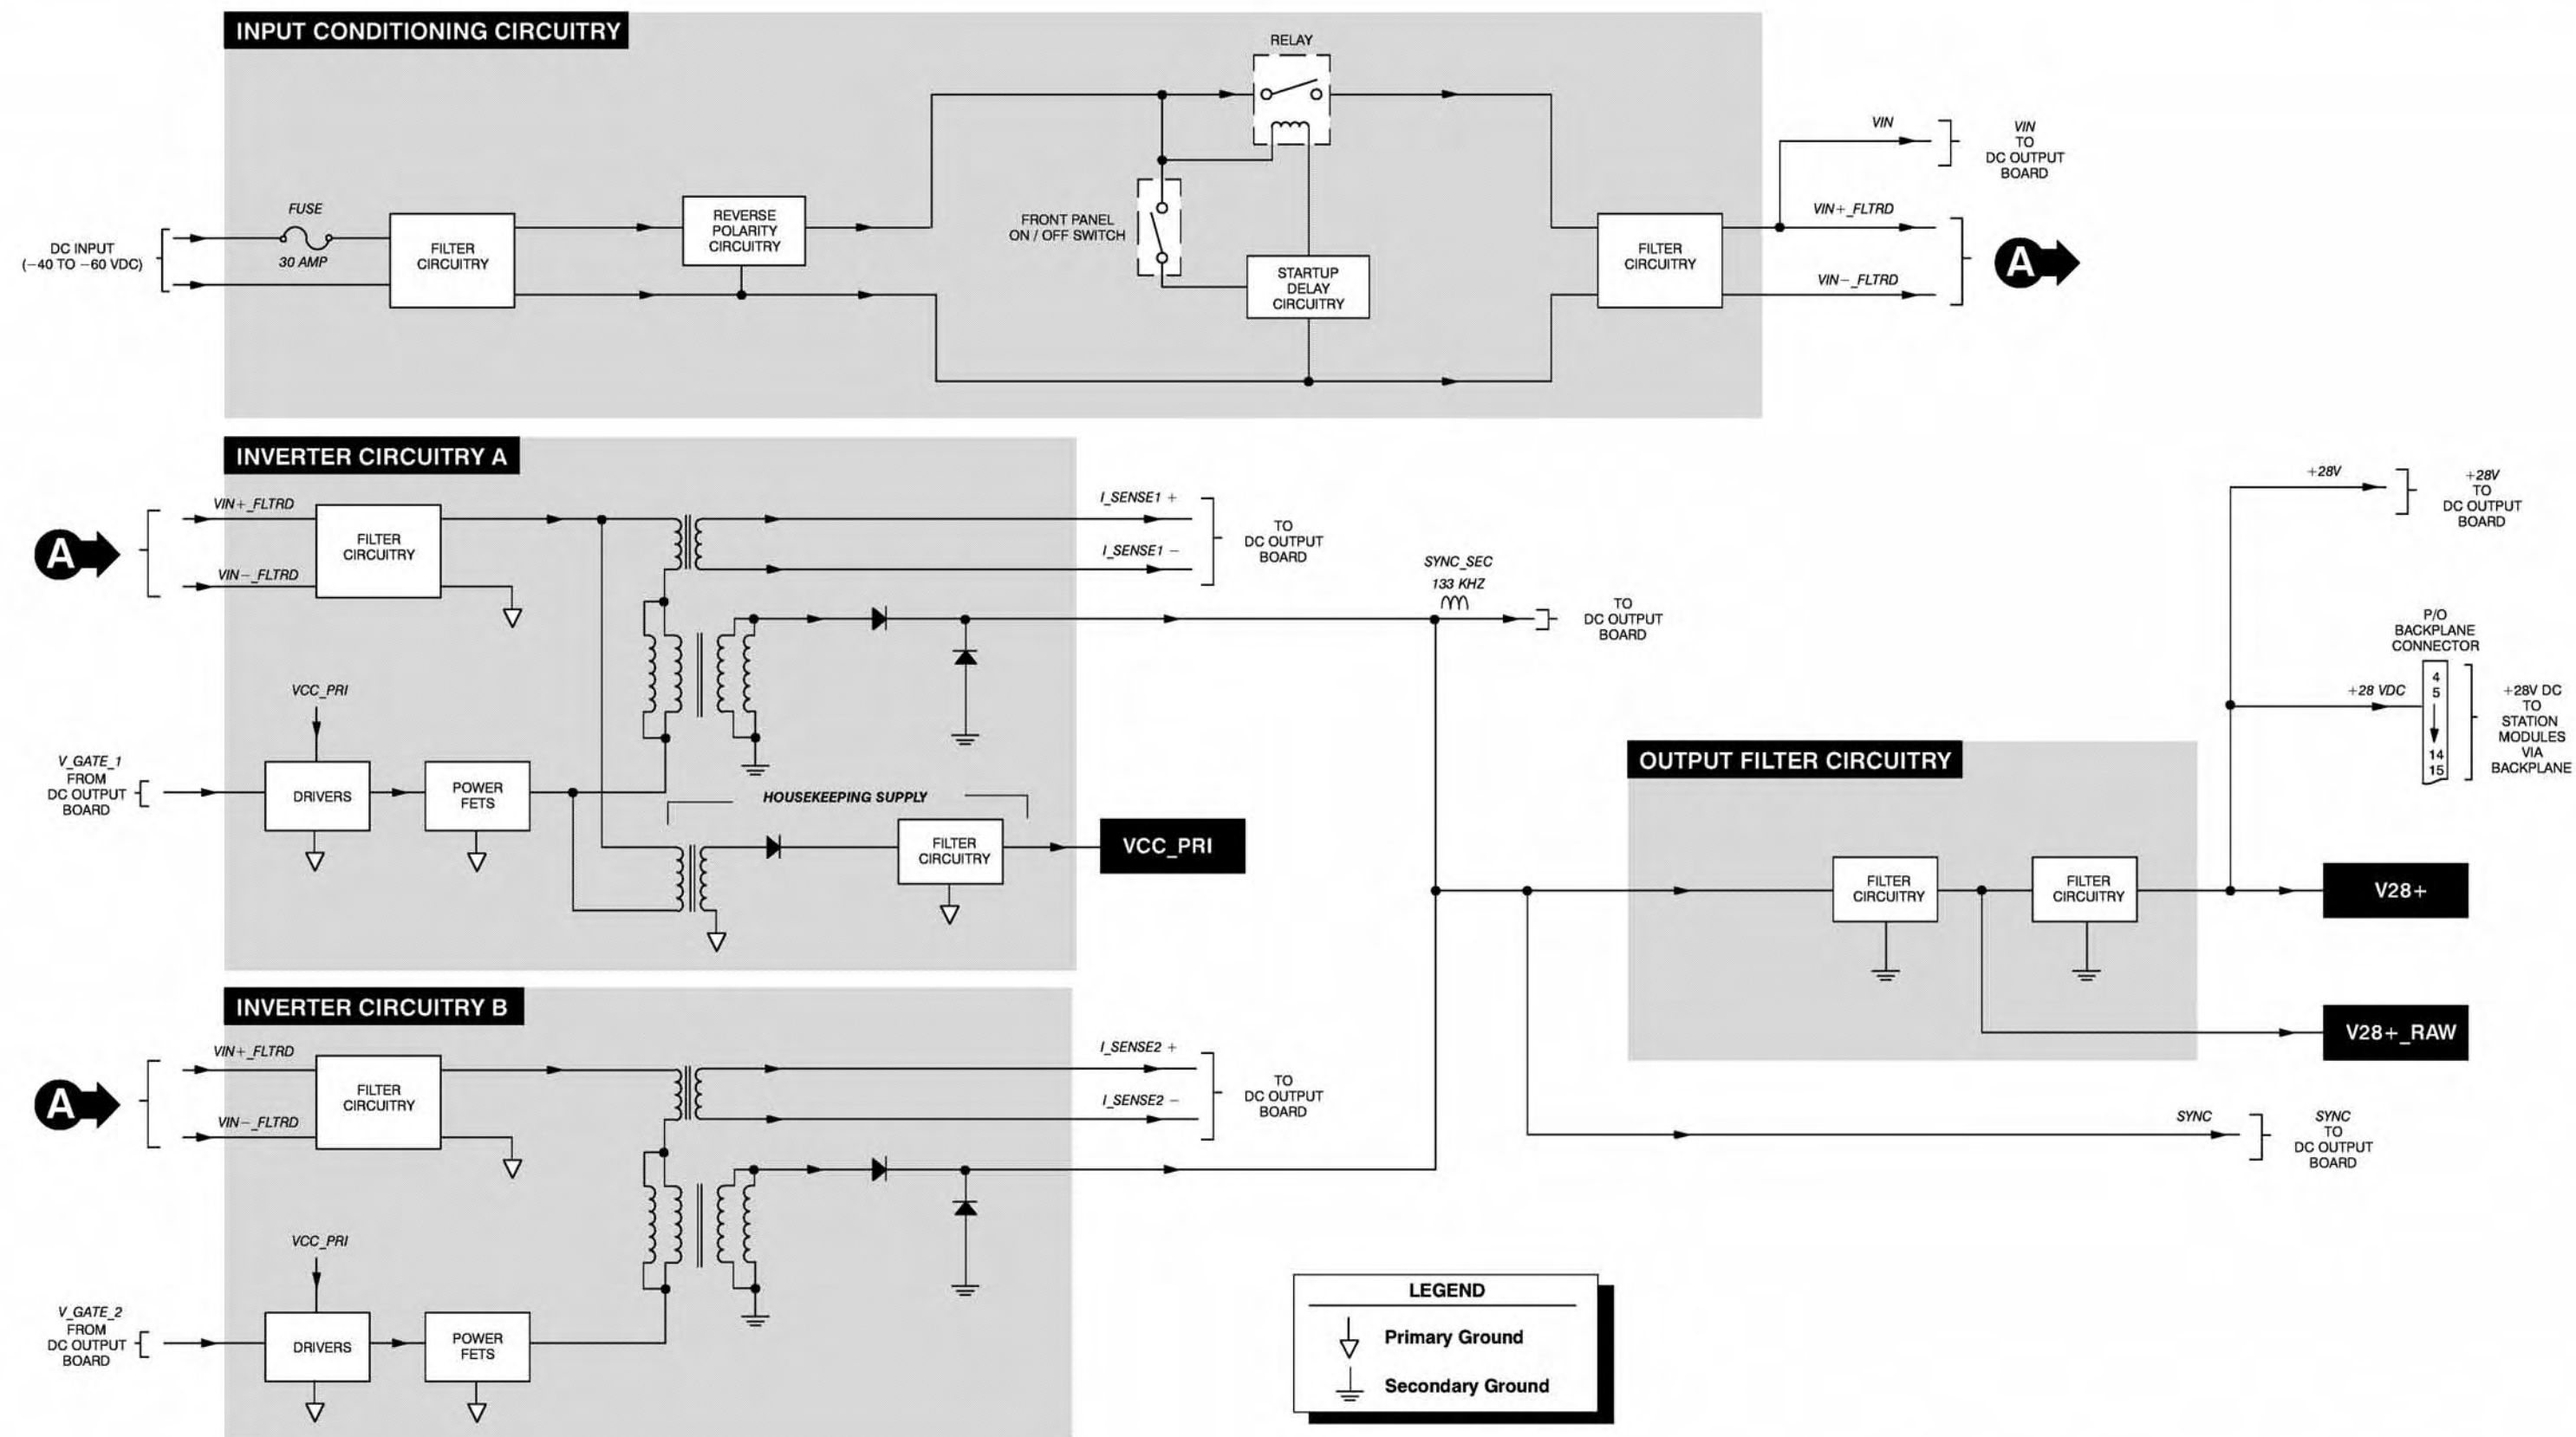 INPUT CONDITIONING CIRCUITRY
RELAY
VIN
VIN
TO
DC OUTPUT
BOARD
FUSE
30 AMP
DC INPUT
(−40 TO −60 VDC)
FILTER
CIRCUITRY
REVERSE
POLARITY
CIRCUITRY
FRONT PANEL
ON / OFF SWITCH
STARTUP
DELAY
CIRCUITRY
FILTER
CIRCUITRY
VIN+_FLTRD
VIN−_FLTRD
A
INVERTER CIRCUITRY A
A
VIN+_FLTRD
VIN−_FLTRD
FILTER
CIRCUITRY
I_SENSE1 +
I_SENSE1 −
TO
DC OUTPUT
BOARD
SYNC_SEC
133 KHZ
TO
DC OUTPUT
BOARD
VCC_PRI
V_GATE_1
FROM
DC OUTPUT
BOARD
DRIVERS
POWER
FETS
HOUSEKEEPING SUPPLY
FILTER
CIRCUITRY
VCC_PRI
+28V
+28V
TO
DC OUTPUT
BOARD
P/O
BACKPLANE
CONNECTOR
+28 VDC
4
5
14
15
+28V DC
TO
STATION
MODULES
VIA
BACKPLANE
OUTPUT FILTER CIRCUITRY
FILTER
CIRCUITRY
FILTER
CIRCUITRY
V28+
V28+_RAW
SYNC
SYNC
TO
DC OUTPUT
BOARD
INVERTER CIRCUITRY B
A
VIN+_FLTRD
VIN−_FLTRD
FILTER
CIRCUITRY
I_SENSE2 +
I_SENSE2 −
TO
DC OUTPUT
BOARD
VCC_PRI
V_GATE_2
FROM
DC OUTPUT
BOARD
DRIVERS
POWER
FETS
LEGEND
Primary Ground
Secondary Ground